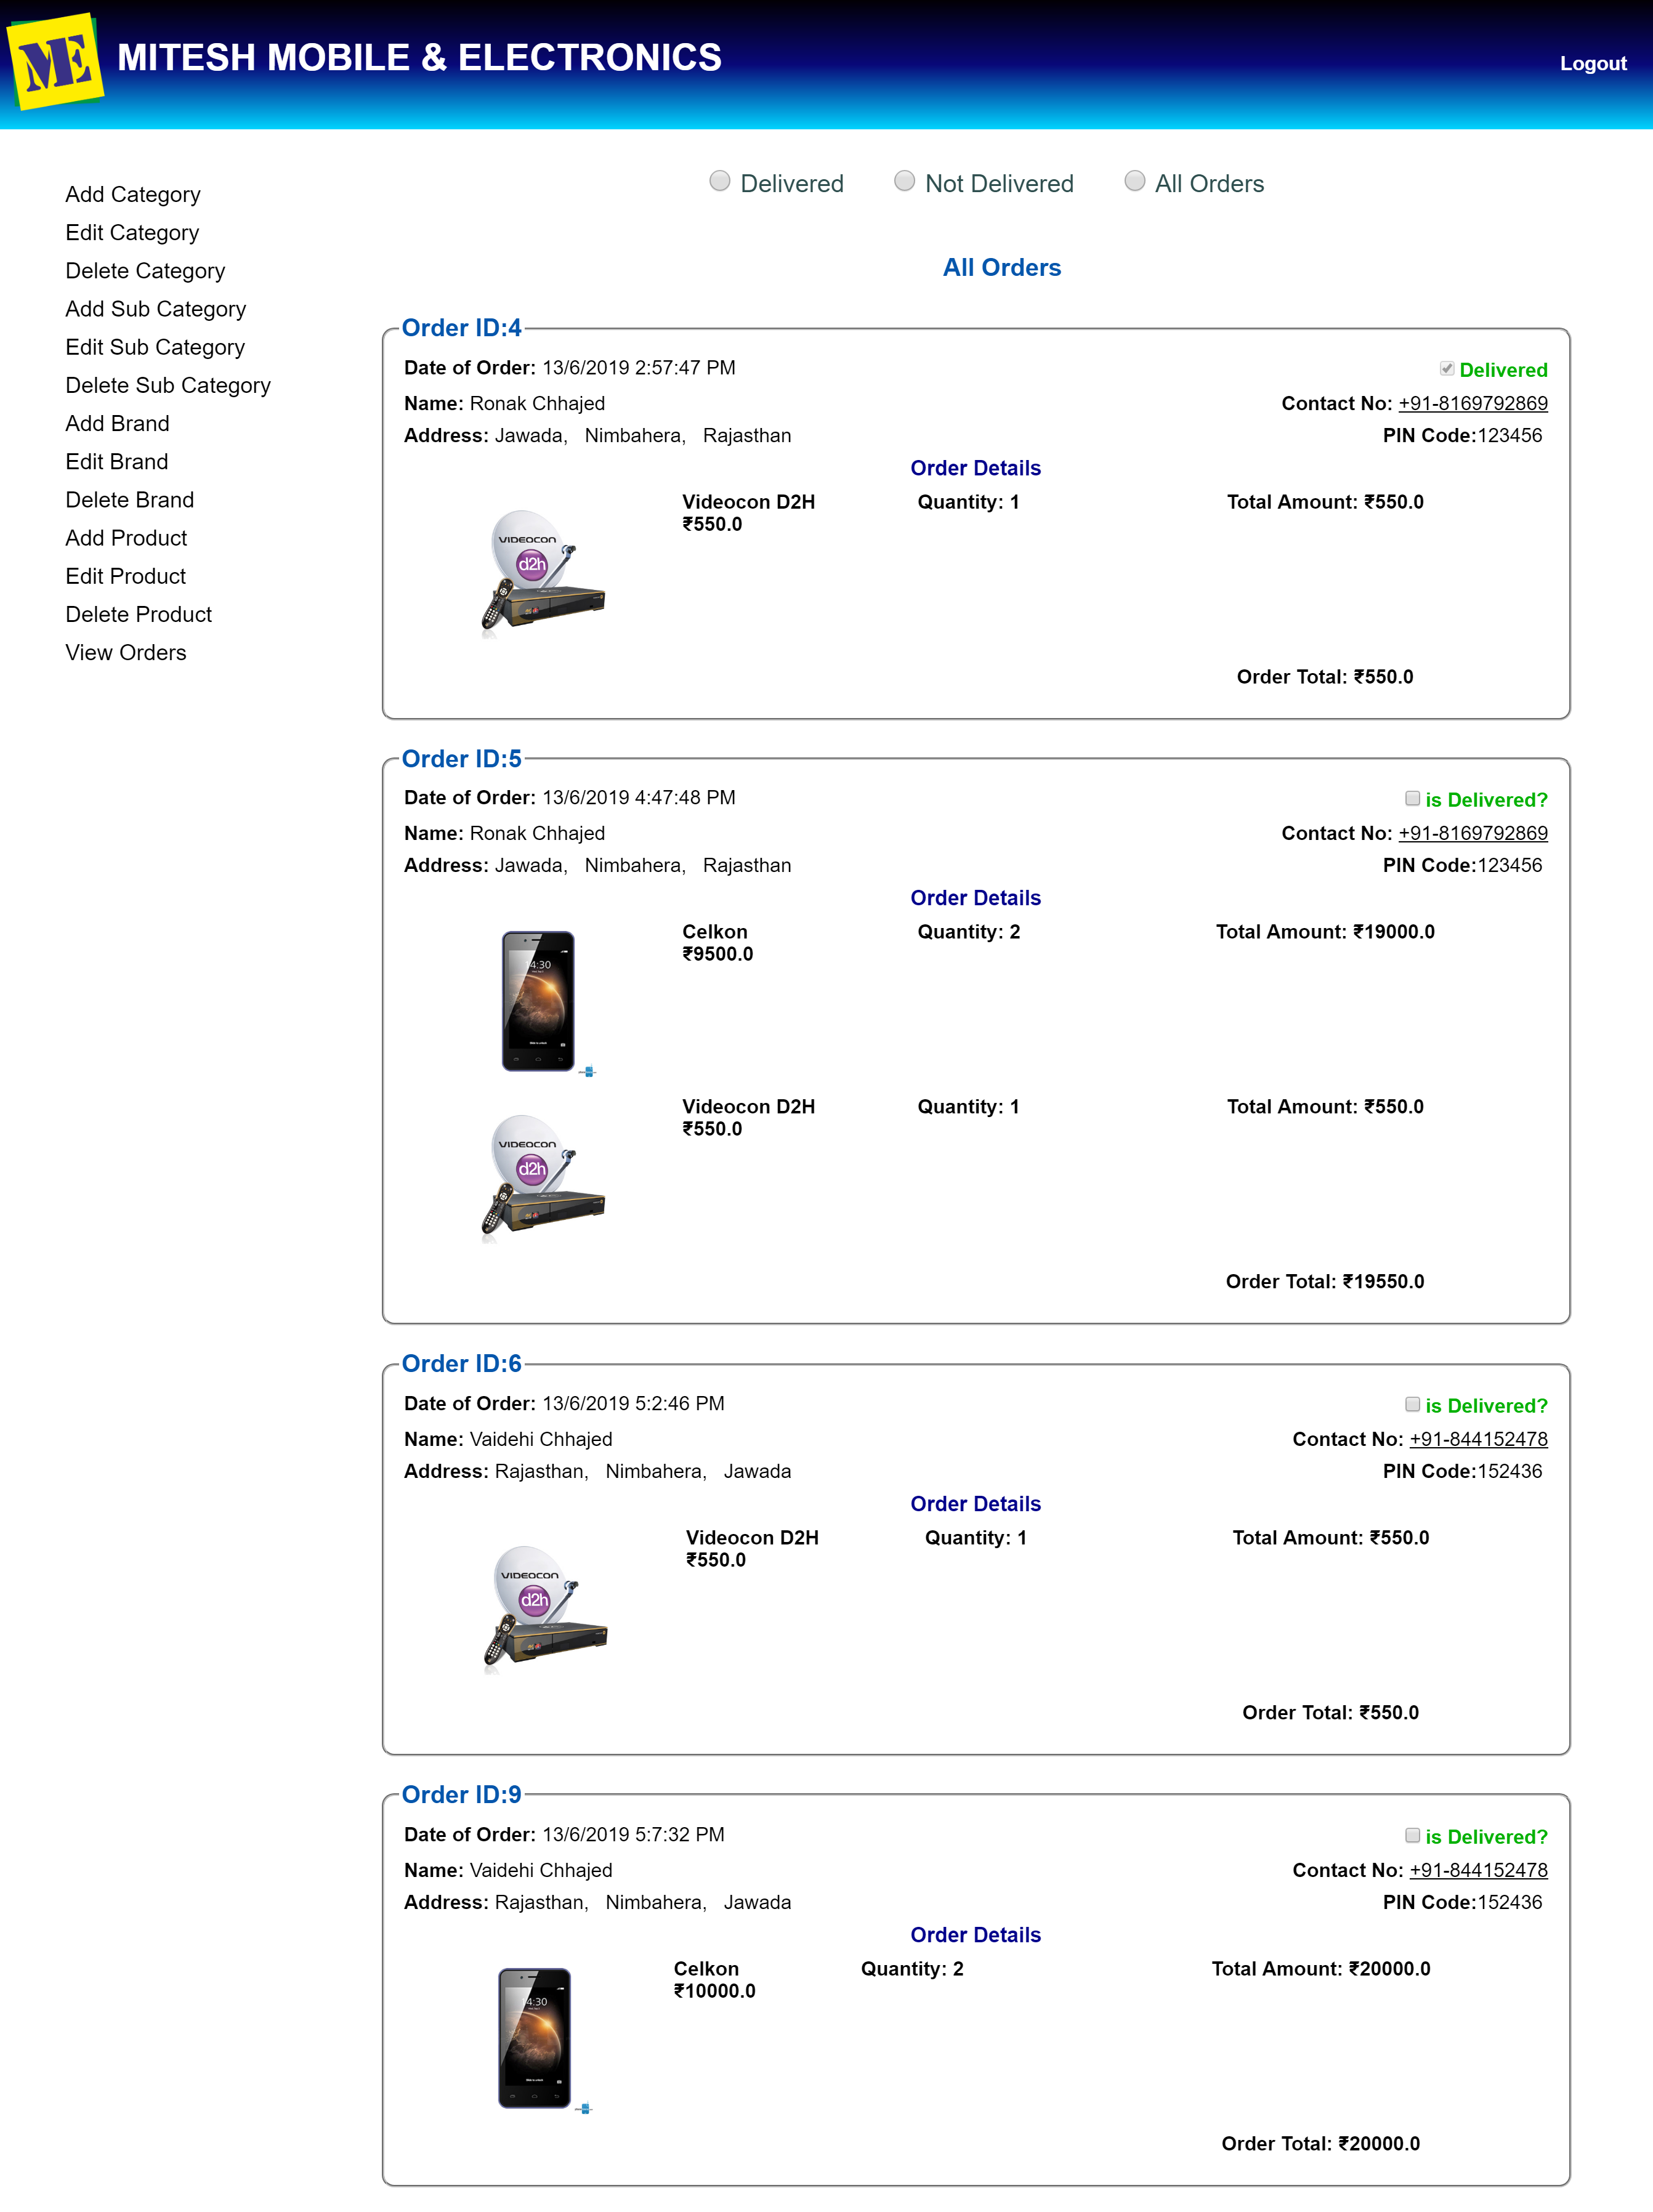 ME MITESH MOBILE & ELECTRONICS Logout
Delivered Not Delivered All Orders
Add Category
Edit Category
Delete Category
Add Sub Category
Edit Sub Category
Delete Sub Category
Add Brand
Edit Brand
Delete Brand
Add Product
Edit Product
Delete Product
View Orders
All Orders
Order ID:4
Date of Order: 13/6/2019 2:57:47 PM Delivered
Name: Ronak Chhajed Contact No: +91-8169792869
Address: Jawada, Nimbahera, Rajasthan PIN Code:123456
Order Details
Videocon D2H Quantity: 1 Total Amount: ₹550.0
₹550.0
VIDEOCON
d2h
Order Total: ₹550.0
Order ID:5
Date of Order: 13/6/2019 4:47:48 PM is Delivered?
Name: Ronak Chhajed Contact No: +91-8169792869
Address: Jawada, Nimbahera, Rajasthan PIN Code:123456
Order Details
Celkon Quantity: 2 Total Amount: ₹19000.0
₹9500.0
14:30
Videocon D2H Quantity: 1 Total Amount: ₹550.0
₹550.0
VIDEOCON
d2h
Order Total: ₹19550.0
Order ID:6
Date of Order: 13/6/2019 5:2:46 PM is Delivered?
Name: Vaidehi Chhajed Contact No: +91-844152478
Address: Rajasthan, Nimbahera, Jawada PIN Code:152436
Order Details
Videocon D2H Quantity: 1 Total Amount: ₹550.0
₹550.0
VIDEOCON
d2h
Order Total: ₹550.0
Order ID:9
Date of Order: 13/6/2019 5:7:32 PM is Delivered?
Name: Vaidehi Chhajed Contact No: +91-844152478
Address: Rajasthan, Nimbahera, Jawada PIN Code:152436
Order Details
Celkon Quantity: 2 Total Amount: ₹20000.0
₹10000.0
14:30
Order Total: ₹20000.0